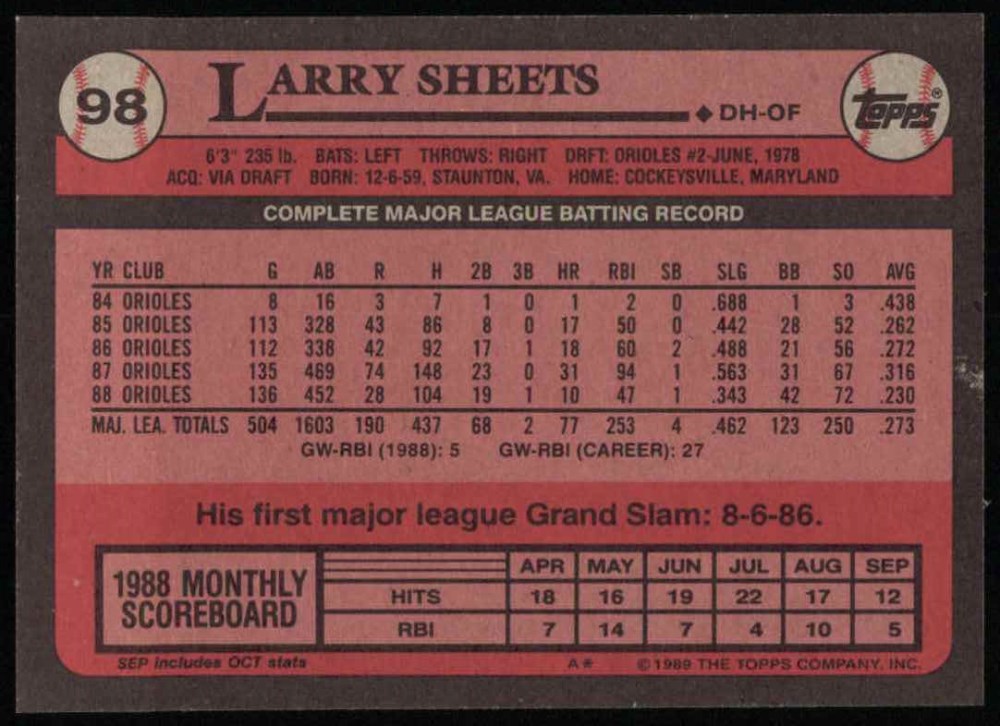 98
LARRY SHEETS
◆ DH-OF
TOPPS®
6'3" 235 lb. BATS: LEFT THROWS: RIGHT DRFT: ORIOLES #2-JUNE, 1978
ACQ: VIA DRAFT BORN: 12-6-59, STAUNTON, VA. HOME: COCKEYSVILLE, MARYLAND
COMPLETE MAJOR LEAGUE BATTING RECORD
YR CLUB G AB R H 2B 3B HR RBI SB SLG BB SO AVG
84 ORIOLES 8 16 3 7 1 0 1 2 0 .688 1 3 .438
85 ORIOLES 113 328 43 86 8 0 17 50 0 .442 28 52 .262
86 ORIOLES 112 338 42 92 17 1 18 60 2 .488 21 56 .272
87 ORIOLES 135 469 74 148 23 0 31 94 1 .563 31 67 .316
88 ORIOLES 136 452 28 104 19 1 10 47 1 .343 42 72 .230
MAJ. LEA. TOTALS 504 1603 190 437 68 2 77 253 4 .462 123 250 .273
GW-RBI (1988): 5 GW-RBI (CAREER): 27
His first major league Grand Slam: 8-6-86.
1988 MONTHLY
SCOREBOARD
APR MAY JUN JUL AUG SEP
HITS 18 16 19 22 17 12
RBI 7 14 7 4 10 5
SEP includes OCT stats
A* © 1989 THE TOPPS COMPANY, INC.